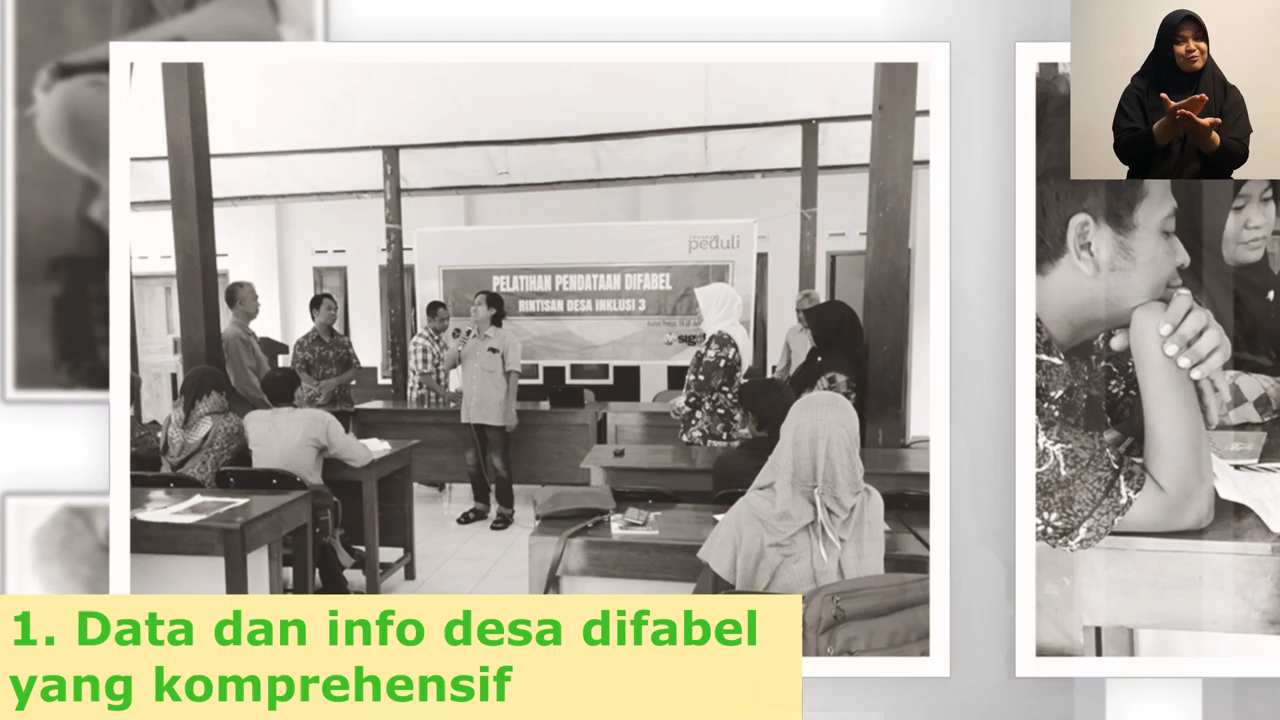 peduli
PELATIHAN PENDATAAN DIFABEL
RINTISAN DESA INKLUSI 3
1. Data dan info desa difabel
yang komprehensif